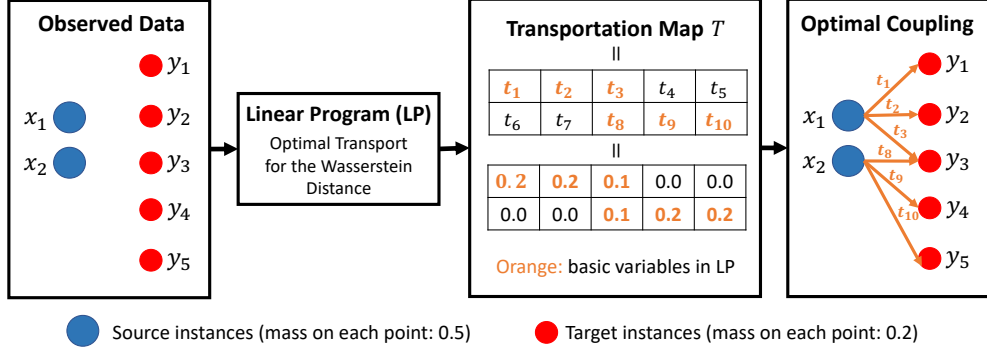 Observed Data
y₁
y₂
y₃
y₄
y₅
x₁
x₂
Linear Program (LP)
Optimal Transport
for the Wasserstein
Distance
Transportation Map T
=
t₁ t₂ t₃ t₄ t₅
t₆ t₇ t₈ t₉ t₁₀
=
0.2 0.2 0.1 0.0 0.0
0.0 0.0 0.1 0.2 0.2
Orange: basic variables in LP
Optimal Coupling
x₁
x₂
t₁
t₂
t₃
t₈
t₉
t₁₀
y₁
y₂
y₃
y₄
y₅
Source instances (mass on each point: 0.5)
Target instances (mass on each point: 0.2)